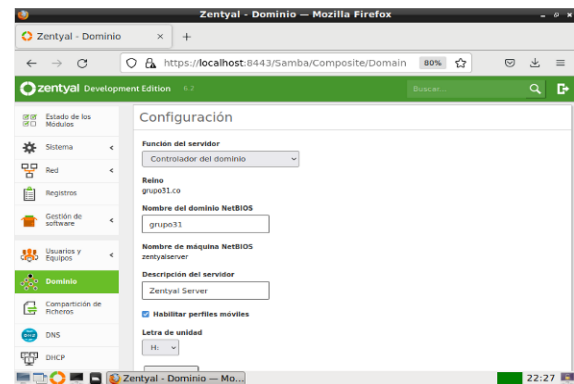 Zentyal - Dominio — Mozilla Firefox
Zentyal - Dominio
https://localhost:8443/Samba/Composite/Domain 80%
zentyal Development Edition 6.2 Buscar...
Configuración
Estado de los
Módulos
Sistema
Red
Registros
Gestión de
software
Usuarios y
Equipos
Dominio
Compartición de
Ficheros
DNS
DHCP
Función del servidor
Controlador del dominio
Reino
grupo31.co
Nombre del dominio NetBIOS
grupo31
Nombre de máquina NetBIOS
zentyalserver
Descripción del servidor
Zentyal Server
Habilitar perfiles móviles
Letra de unidad
H:
Zentyal - Dominio — Mo...
22:27